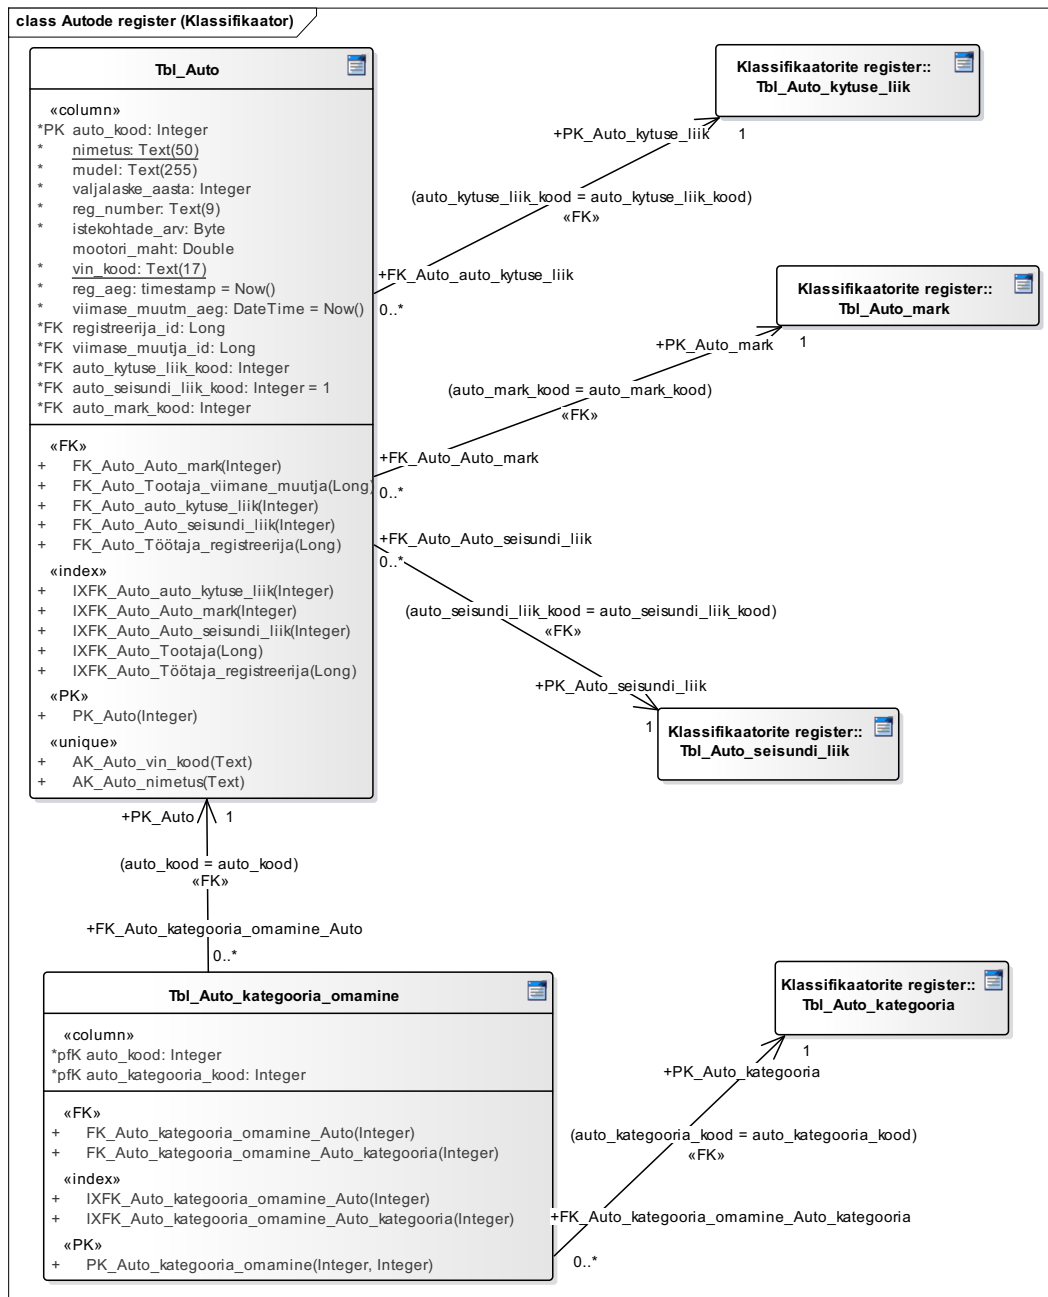 class Autode register (Klassifikaator)
Tbl_Auto
«column»
*PK auto_kood: Integer
* nimetus: Text(50)
* mudel: Text(255)
* valjalaske_aasta: Integer
* reg_number: Text(9)
* istekohtade_arv: Byte
mootori_maht: Double
* vin_kood: Text(17)
* reg_aeg: timestamp = Now()
* viimase_muutm_aeg: DateTime = Now()
*FK registreerija_id: Long
*FK viimase_muutja_id: Long
*FK auto_kytuse_liik_kood: Integer
*FK auto_seisundi_liik_kood: Integer = 1
*FK auto_mark_kood: Integer
«FK»
+ FK_Auto_Auto_mark(Integer)
+ FK_Auto_Tootaja_viimane_muutja(Long)
+ FK_Auto_auto_kytuse_liik(Integer)
+ FK_Auto_Auto_seisundi_liik(Integer)
+ FK_Auto_Töötaja_registreerija(Long)
«index»
+ IXFK_Auto_auto_kytuse_liik(Integer)
+ IXFK_Auto_Auto_mark(Integer)
+ IXFK_Auto_Auto_seisundi_liik(Integer)
+ IXFK_Auto_Tootaja(Long)
+ IXFK_Auto_Töötaja_registreerija(Long)
«PK»
+ PK_Auto(Integer)
«unique»
+ AK_Auto_vin_kood(Text)
+ AK_Auto_nimetus(Text)
Klassifikaatorite register::
Tbl_Auto_kytuse_liik
+PK_Auto_kytuse_liik
1
(auto_kytuse_liik_kood = auto_kytuse_liik_kood)
«FK»
+FK_Auto_auto_kytuse_liik
0..*
Klassifikaatorite register::
Tbl_Auto_mark
+PK_Auto_mark
1
(auto_mark_kood = auto_mark_kood)
«FK»
+FK_Auto_Auto_mark
0..*
+FK_Auto_Auto_seisundi_liik
0..*
(auto_seisundi_liik_kood = auto_seisundi_liik_kood)
«FK»
+PK_Auto_seisundi_liik
1
Klassifikaatorite register::
Tbl_Auto_seisundi_liik
+PK_Auto
1
(auto_kood = auto_kood)
«FK»
+FK_Auto_kategooria_omamine_Auto
0..*
Tbl_Auto_kategooria_omamine
«column»
*pfK auto_kood: Integer
*pfK auto_kategooria_kood: Integer
«FK»
+ FK_Auto_kategooria_omamine_Auto(Integer)
+ FK_Auto_kategooria_omamine_Auto_kategooria(Integer)
«index»
+ IXFK_Auto_kategooria_omamine_Auto(Integer)
+ IXFK_Auto_kategooria_omamine_Auto_kategooria(Integer)
«PK»
+ PK_Auto_kategooria_omamine(Integer, Integer)
Klassifikaatorite register::
Tbl_Auto_kategooria
1
+PK_Auto_kategooria
(auto_kategooria_kood = auto_kategooria_kood)
«FK»
+FK_Auto_kategooria_omamine_Auto_kategooria
0..*